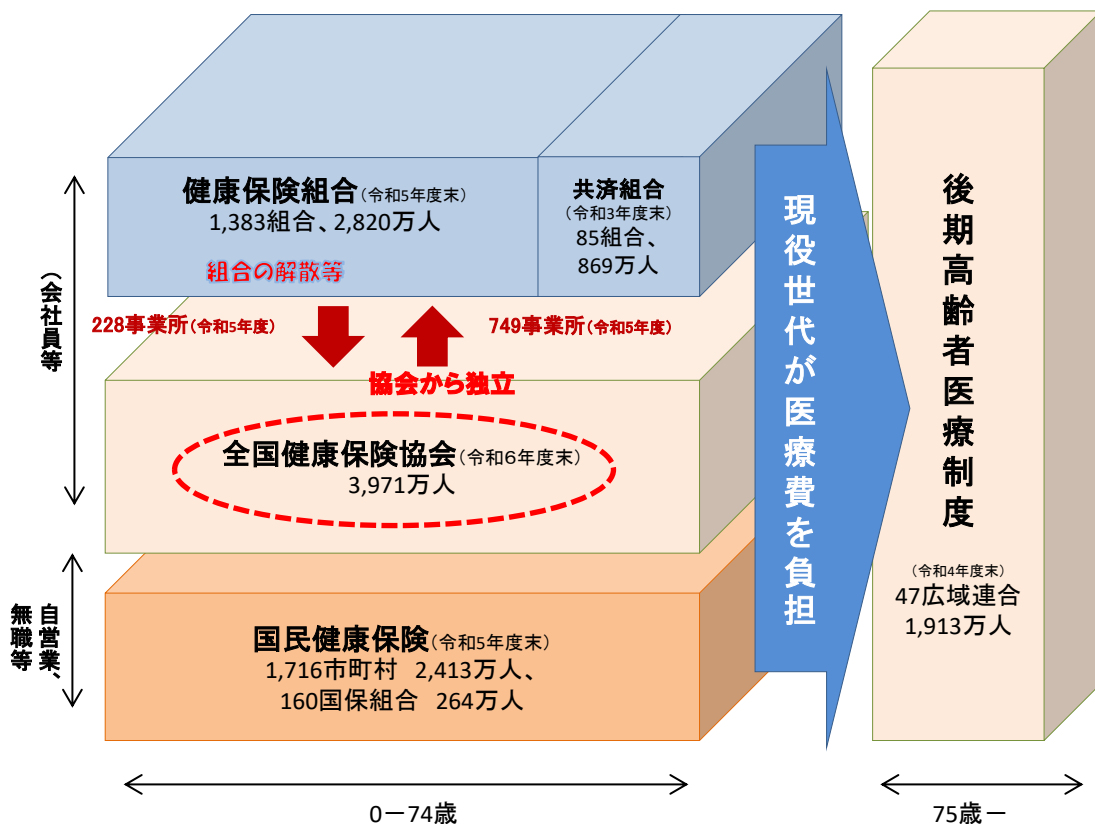 健康保険組合(令和5年度末)
1,383組合、2,820万人
共済組合
(令和3年度末)
85組合、
869万人
組合の解散等
228事業所(令和5年度)
749事業所(令和5年度)
協会から独立
全国健康保険協会(令和6年度末)
3,971万人
国民健康保険(令和5年度末)
1,716市町村 2,413万人、
160国保組合 264万人
(会社員等)
自営業、
無職等
現役世代が医療費を負担
後期高齢者医療制度
(令和4年度末)
47広域連合
1,913万人
0-74歳
75歳-